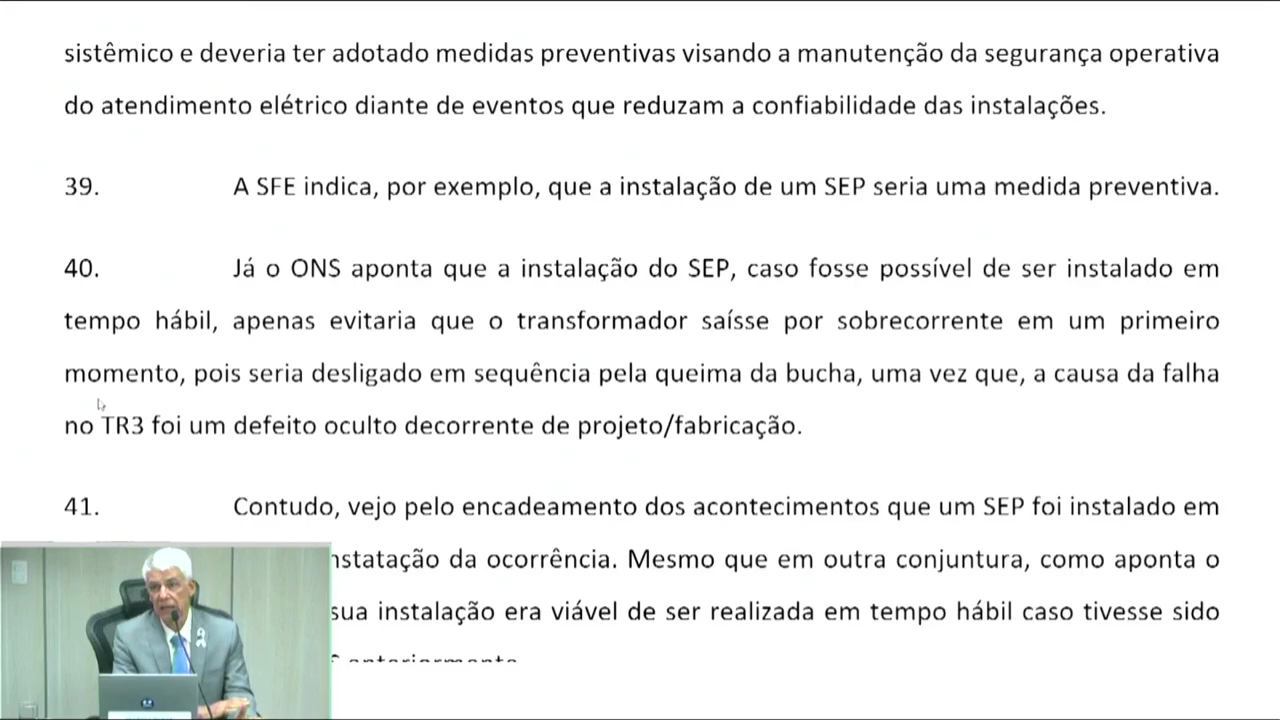 sistêmico e deveria ter adotado medidas preventivas visando a manutenção da segurança operativa
do atendimento elétrico diante de eventos que reduzam a confiabilidade das instalações.
39. A SFE indica, por exemplo, que a instalação de um SEP seria uma medida preventiva.
40. Já o ONS aponta que a instalação do SEP, caso fosse possível de ser instalado em
tempo hábil, apenas evitaria que o transformador saísse por sobrecorrente em um primeiro
momento, pois seria desligado em sequência pela queima da bucha, uma vez que, a causa da falha
no TR3 foi um defeito oculto decorrente de projeto/fabricação.
41. Contudo, vejo pelo encadeamento dos acontecimentos que um SEP foi instalado em
nstatação da ocorrência. Mesmo que em outra conjuntura, como aponta o
sua instalação era viável de ser realizada em tempo hábil caso tivesse sido